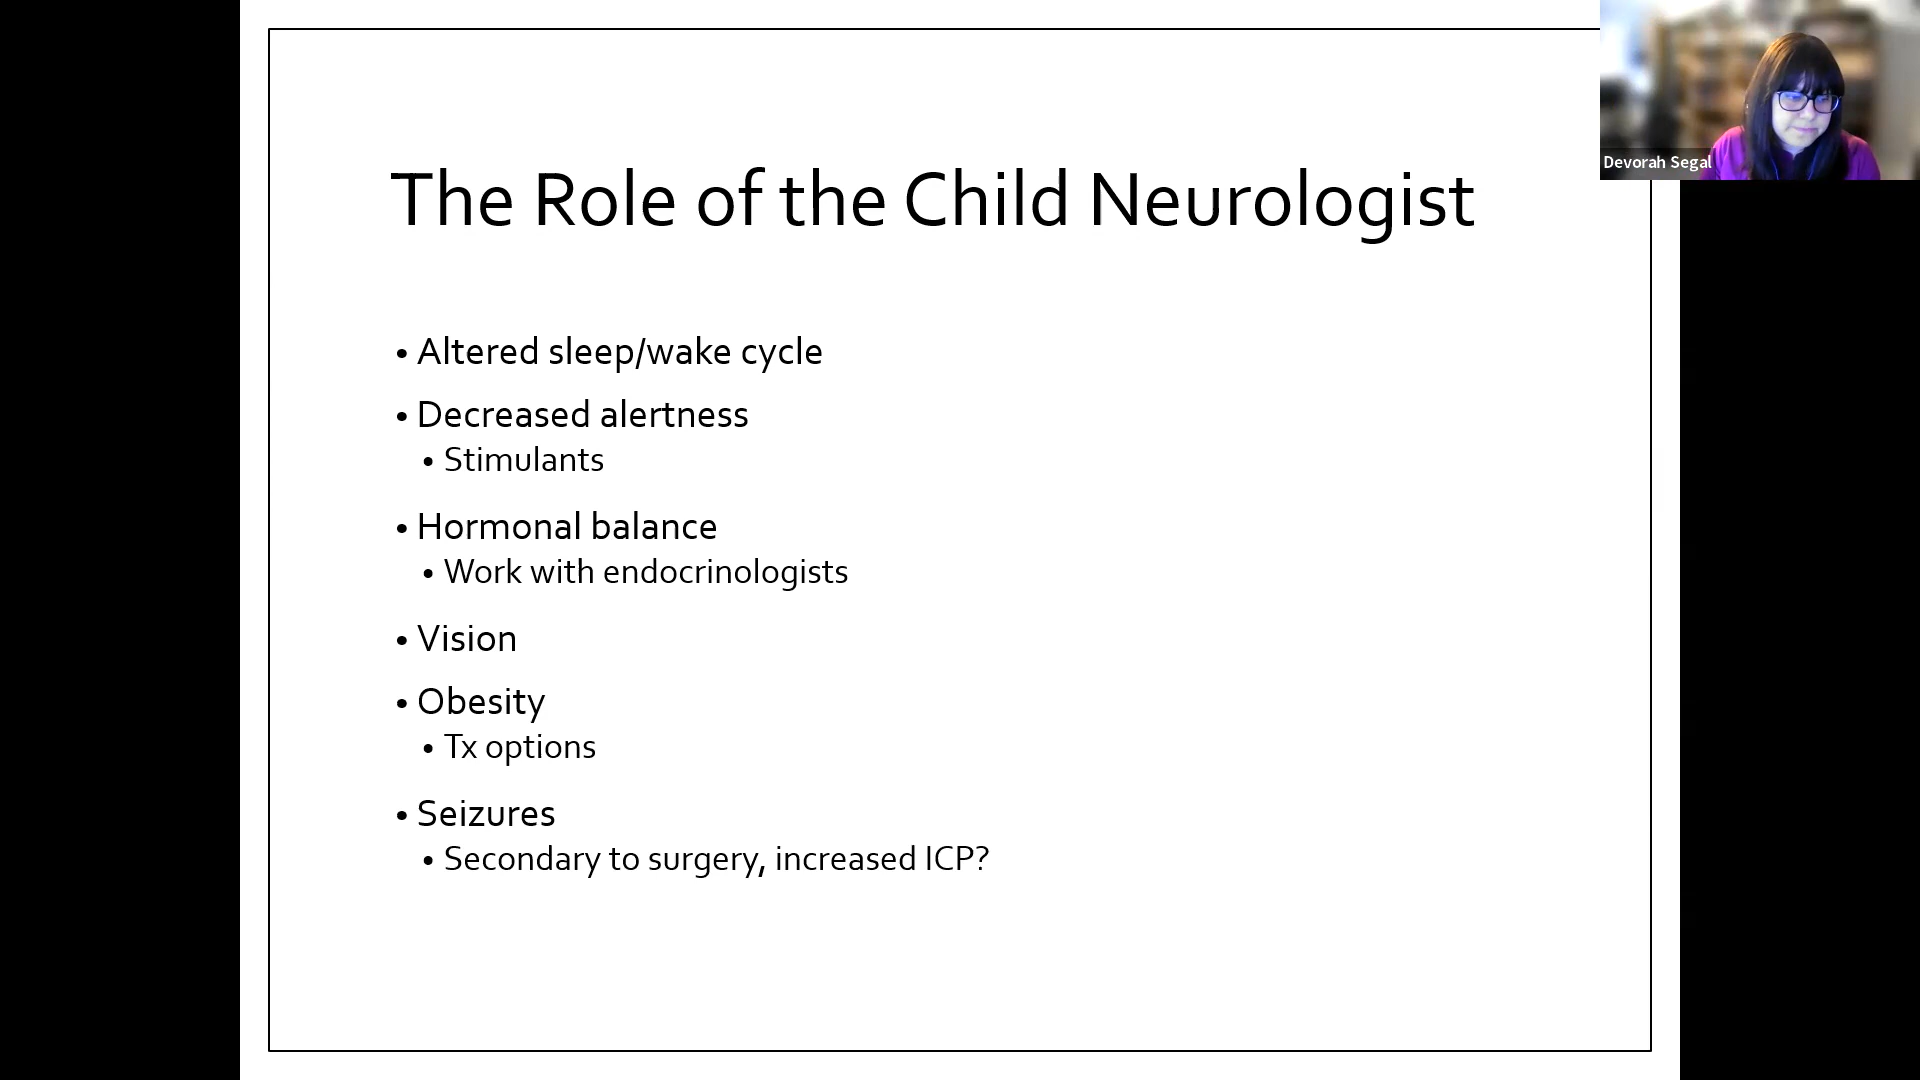 The Role of the Child Neurologist
Devorah Segal
• Altered sleep/wake cycle
• Decreased alertness
• Stimulants
• Hormonal balance
• Work with endocrinologists
• Vision
• Obesity
• Tx options
• Seizures
• Secondary to surgery, increased ICP?